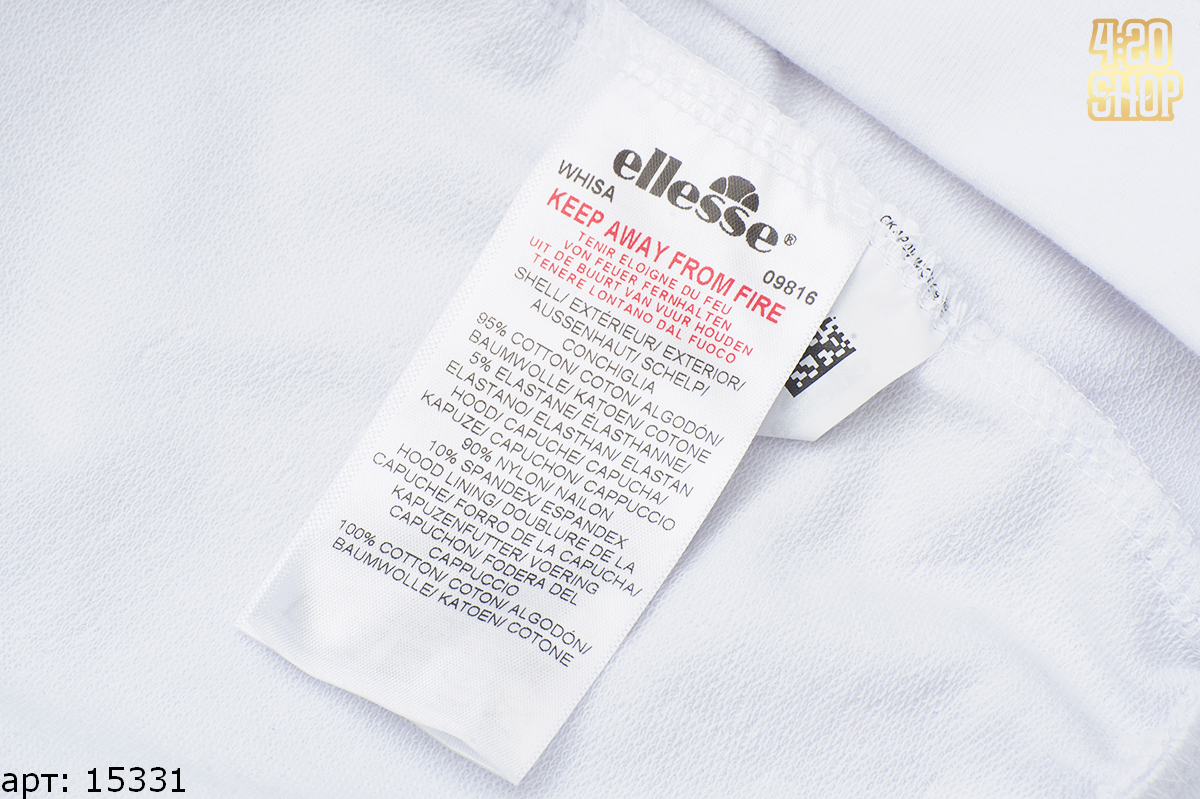 4:20
SHOP
ellesse®
WHISA
09816
KEEP AWAY FROM FIRE
TENIR ELOIGNE DU FEU
VON FEUER FERNHALTEN
UIT DE BUURT VAN VUUR HOUDEN
TENERE LONTANO DAL FUOCO
SHELL/ EXTÉRIEUR/ EXTERIOR/
AUSSENHAUT/ SCHELP/
CONCHIGLIA
95% COTTON/ COTON/ ALGODÓN/
BAUMWOLLE/ KATOEN/ COTONE
5% ELASTANE/ ÉLASTHANNE/
ELASTANO/ ELASTHAN/ ELASTAN
HOOD/ CAPUCHE/ CAPUCHA/
KAPUZE/ CAPUCHON/ CAPPUCCIO
90% NYLON/ NAILON
10% SPANDEX/ ESPANDEX
HOOD LINING/ DOUBLURE DE LA
CAPUCHE/ FORRO DE LA CAPUCHA/
KAPUZENFUTTER/ VOERING
CAPUCHON/ FODERA DEL
CAPPUCCIO
100% COTTON/ COTON/ ALGODÓN/
BAUMWOLLE/ KATOEN/ COTONE
арт: 15331